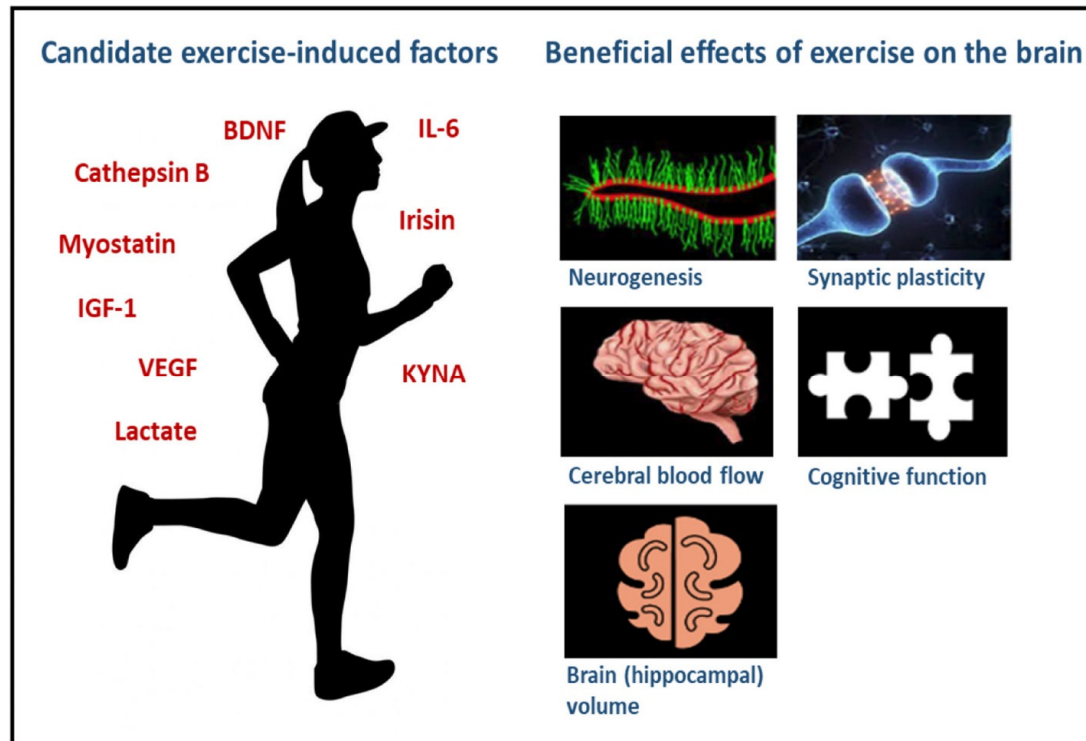 Candidate exercise-induced factors
BDNF
IL-6
Cathepsin B
Irisin
Myostatin
IGF-1
VEGF
KYNA
Lactate
Beneficial effects of exercise on the brain
Neurogenesis
Synaptic plasticity
Cerebral blood flow
Cognitive function
Brain (hippocampal)
volume